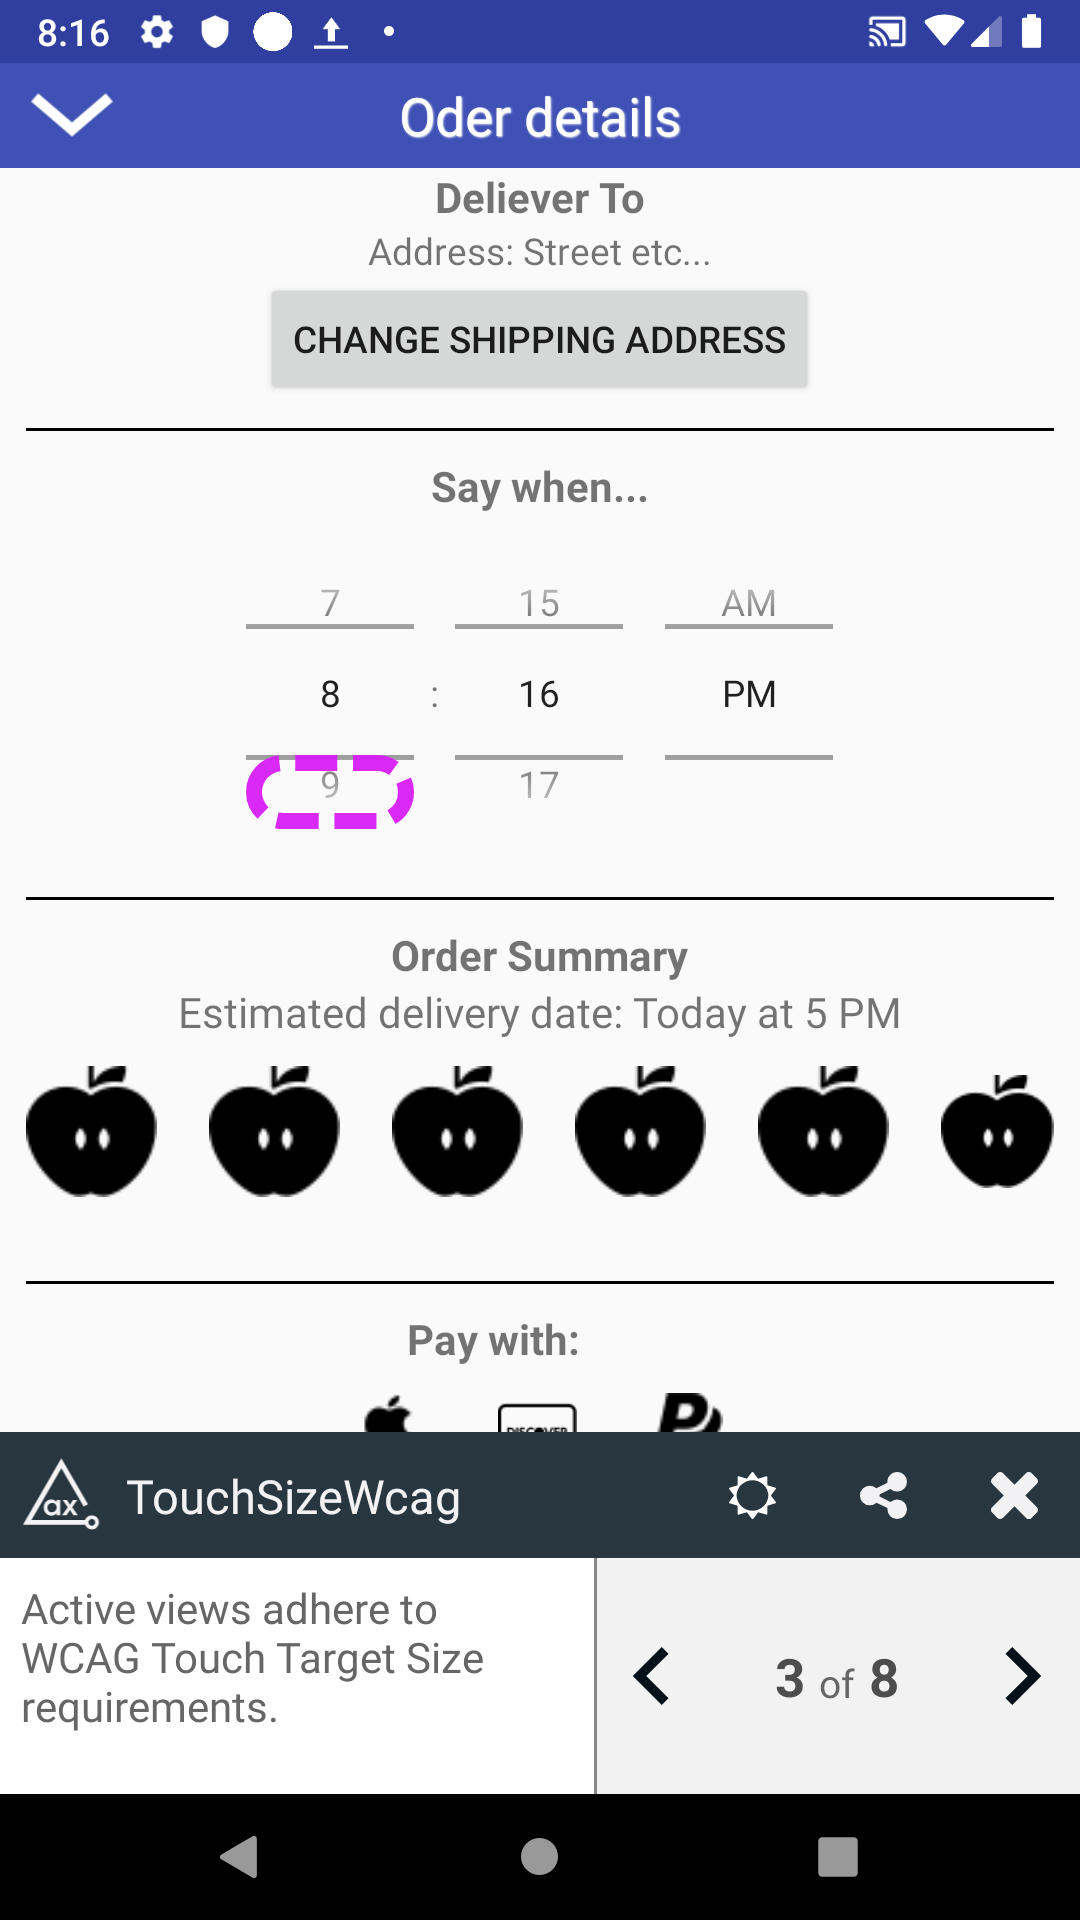 8:16
Oder details
Deliever To
Address: Street etc...
CHANGE SHIPPING ADDRESS
Say when...
7 15 AM
8 : 16 PM
9 17
Order Summary
Estimated delivery date: Today at 5 PM
Pay with:
DISCOVER
ax TouchSizeWcag
Active views adhere to
WCAG Touch Target Size
requirements.
3 of 8